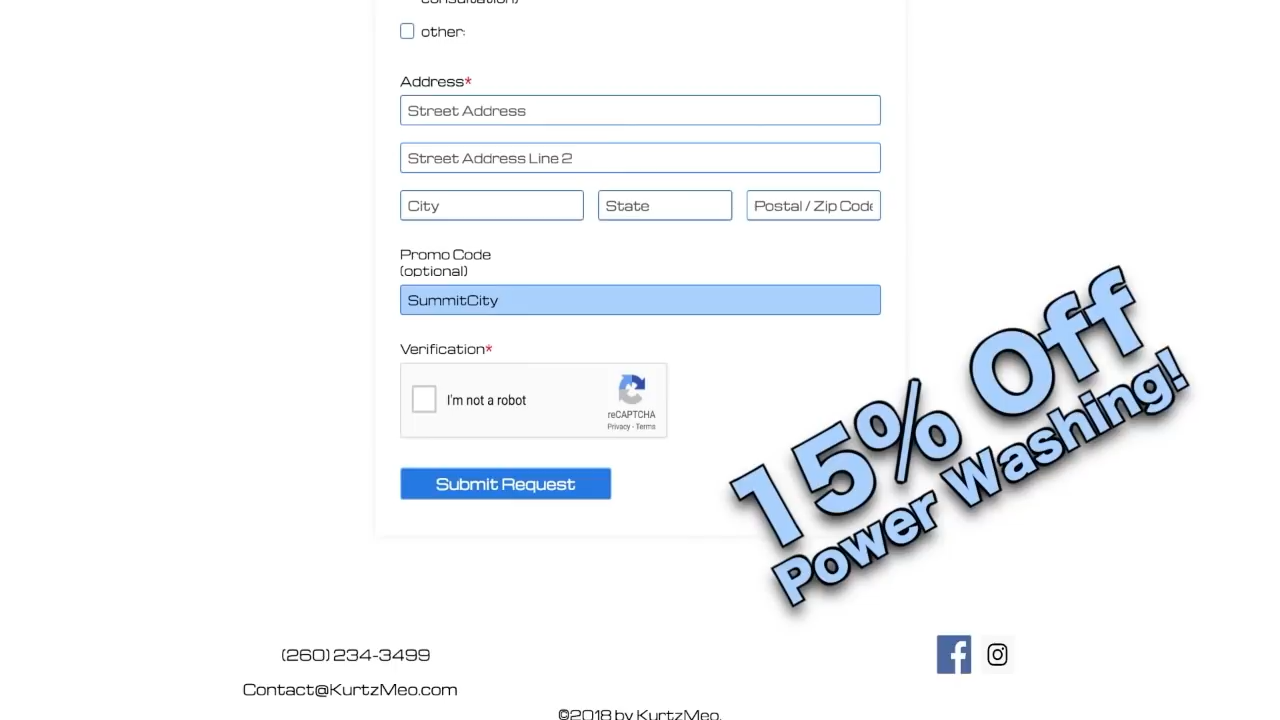 consultation)
other:
Address*
Street Address
Street Address Line 2
City State Postal / Zip Code
Promo Code
(optional)
SummitCity
Verification*
I'm not a robot
reCAPTCHA
Privacy - Terms
Submit Request
15% Off
Power Washing!
(260) 234-3499
Contact@KurtzMeo.com
©2018 by KurtzMeo.